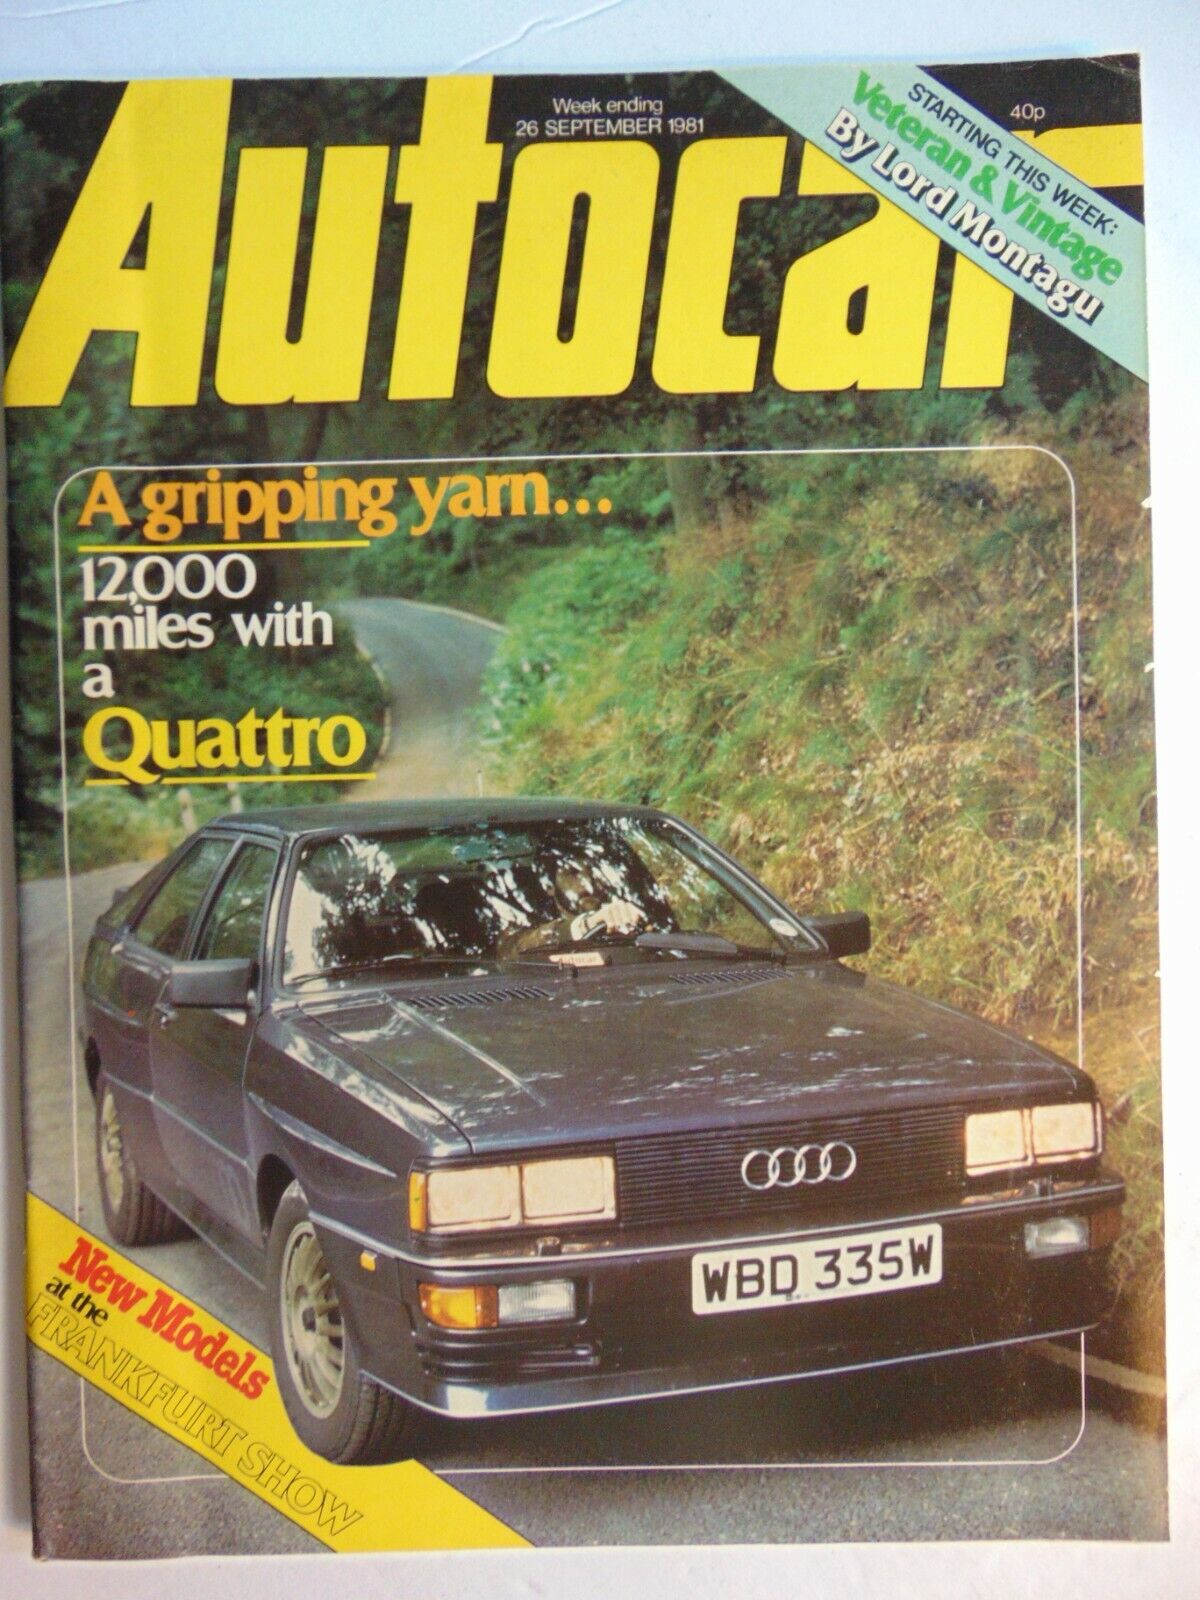 Week ending
26 SEPTEMBER 1981
40p
Autocar
STARTING THIS WEEK:
Veteran & Vintage
By Lord Montagu
A gripping yarn...
12,000
miles with
a
Quattro
Autocar
WBD 335W
New Models
at the
FRANKFURT SHOW